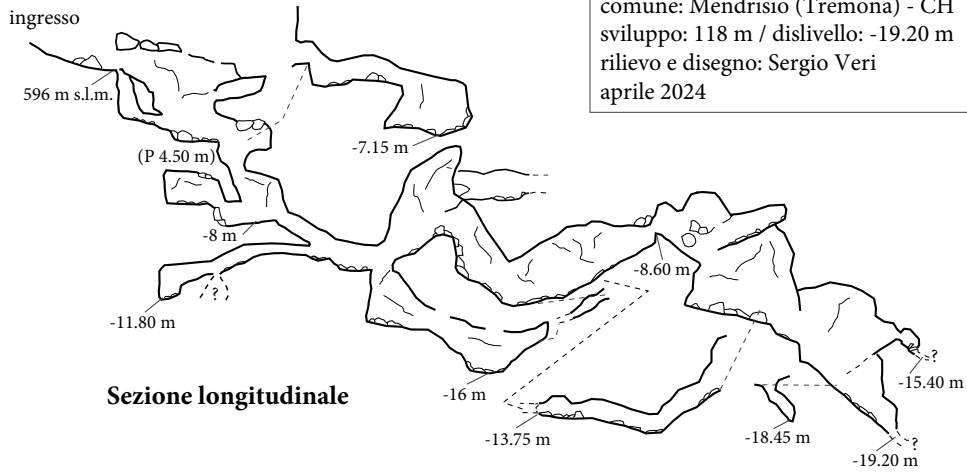 ingresso
comune: Mendrisio (Tremona) - CH
sviluppo: 118 m / dislivello: -19.20 m
rilievo e disegno: Sergio Veri
aprile 2024
596 m s.l.m.
(P 4.50 m)
-7.15 m
-8 m
-8.60 m
?
-11.80 m
?
-15.40 m
Sezione longitudinale
-16 m
-13.75 m
-18.45 m
?
-19.20 m